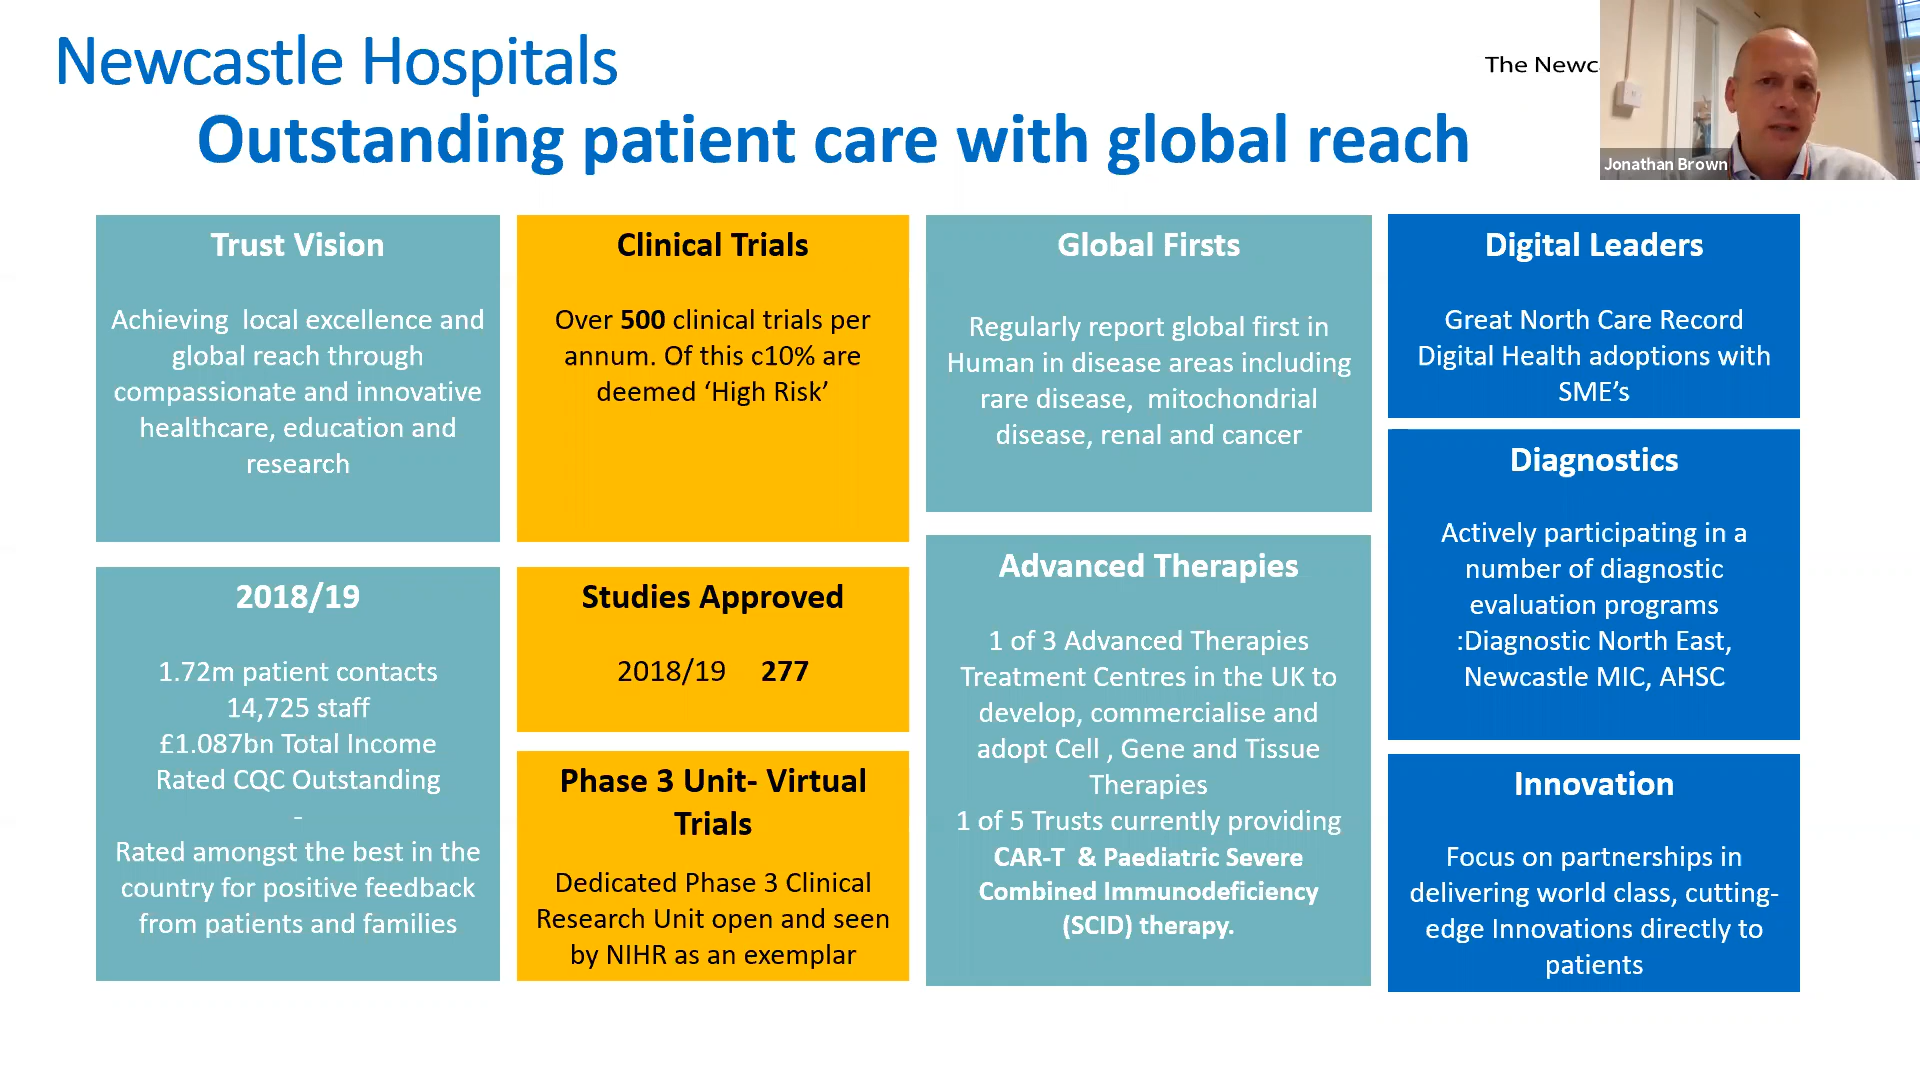 Newcastle Hospitals
The Newc
Outstanding patient care with global reach
Jonathan Brown
Trust Vision
Achieving  local excellence and
global reach through
compassionate and innovative
healthcare, education and
research
2018/19
1.72m patient contacts
14,725 staff
£1.087bn Total Income
Rated CQC Outstanding
-
Rated amongst the best in the
country for positive feedback
from patients and families
Clinical Trials
Over 500 clinical trials per
annum. Of this c10% are
deemed ‘High Risk’
Studies Approved
2018/19    277
Phase 3 Unit- Virtual
Trials
Dedicated Phase 3 Clinical
Research Unit open and seen
by NIHR as an exemplar
Global Firsts
Regularly report global first in
Human in disease areas including
rare disease,  mitochondrial
disease, renal and cancer
Advanced Therapies
1 of 3 Advanced Therapies
Treatment Centres in the UK to
develop, commercialise and
adopt Cell , Gene and Tissue
Therapies
1 of 5 Trusts currently providing
CAR-T  & Paediatric Severe
Combined Immunodeficiency
(SCID) therapy.
Digital Leaders
Great North Care Record
Digital Health adoptions with
SME’s
Diagnostics
Actively participating in a
number of diagnostic
evaluation programs
:Diagnostic North East,
Newcastle MIC, AHSC
Innovation
Focus on partnerships in
delivering world class, cutting-
edge Innovations directly to
patients